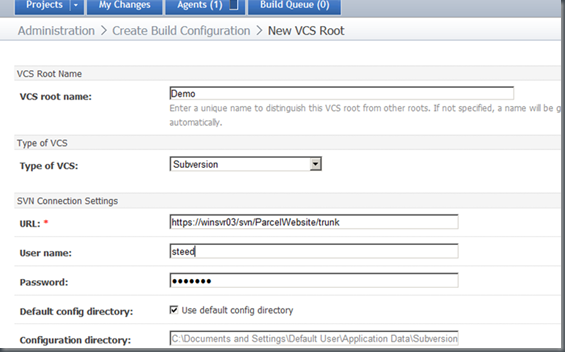 Projects My Changes Agents (1) Build Queue (0)
Administration > Create Build Configuration > New VCS Root
VCS Root Name
VCS root name: Demo
Enter a unique name to distinguish this VCS root from other roots. If not specified, a name will be g
automatically.
Type of VCS
Type of VCS: Subversion
SVN Connection Settings
URL: * https://winsvr03/svn/ParcelWebsite/trunk
User name: steed
Password: •••••••
Default config directory: Use default config directory
Configuration directory: C:\Documents and Settings\Default User\Application Data\Subversion